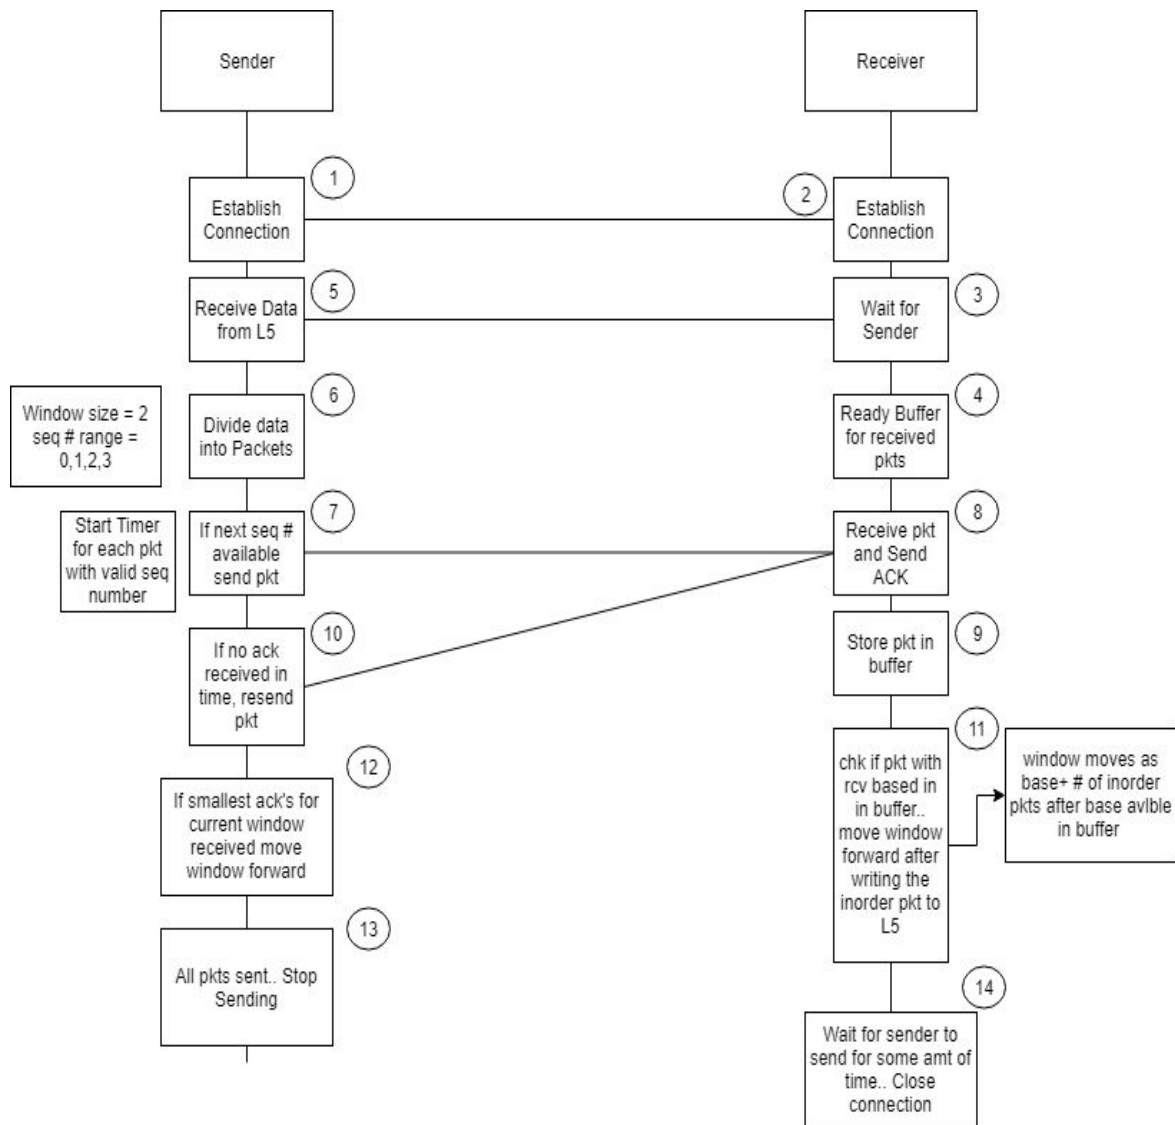 Sender
Receiver
1
2
Establish
Connection
Establish
Connection
5
3
Receive Data
from L5
Wait for
Sender
6
4
Window size = 2
seq # range =
0,1,2,3
Divide data
into Packets
Ready Buffer
for received
pkts
7
8
Start Timer
for each pkt
with valid seq
number
If next seq #
available
send pkt
Receive pkt
and Send
ACK
10
9
If no ack
received in
time, resend
pkt
Store pkt in
buffer
12
11
If smallest ack's for
current window
received move
window forward
chk if pkt with
rcv based in
in buffer..
move window
forward after
writing the
inorder pkt to
L5
window moves as
base+ # of inorder
pkts after base avlble
in buffer
13
All pkts sent.. Stop
Sending
14
Wait for sender to
send for some amt of
time.. Close
connection